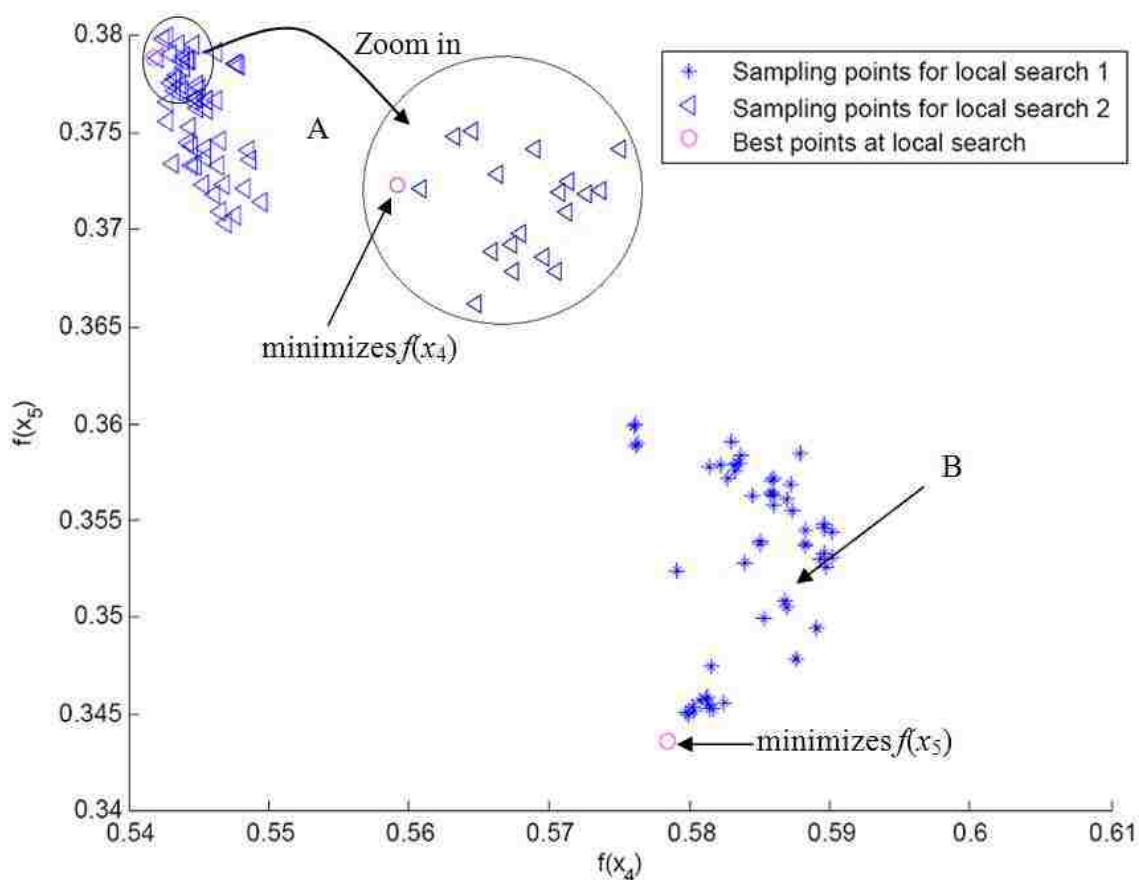 0.38
0.375
0.37
0.365
0.36
0.355
0.35
0.345
0.34
f(x5)
Zoom in
A
Sampling points for local search 1
Sampling points for local search 2
Best points at local search
minimizes f(x4)
B
minimizes f(x5)
0.54
0.55
0.56
0.57
0.58
0.59
0.6
0.61
f(x4)